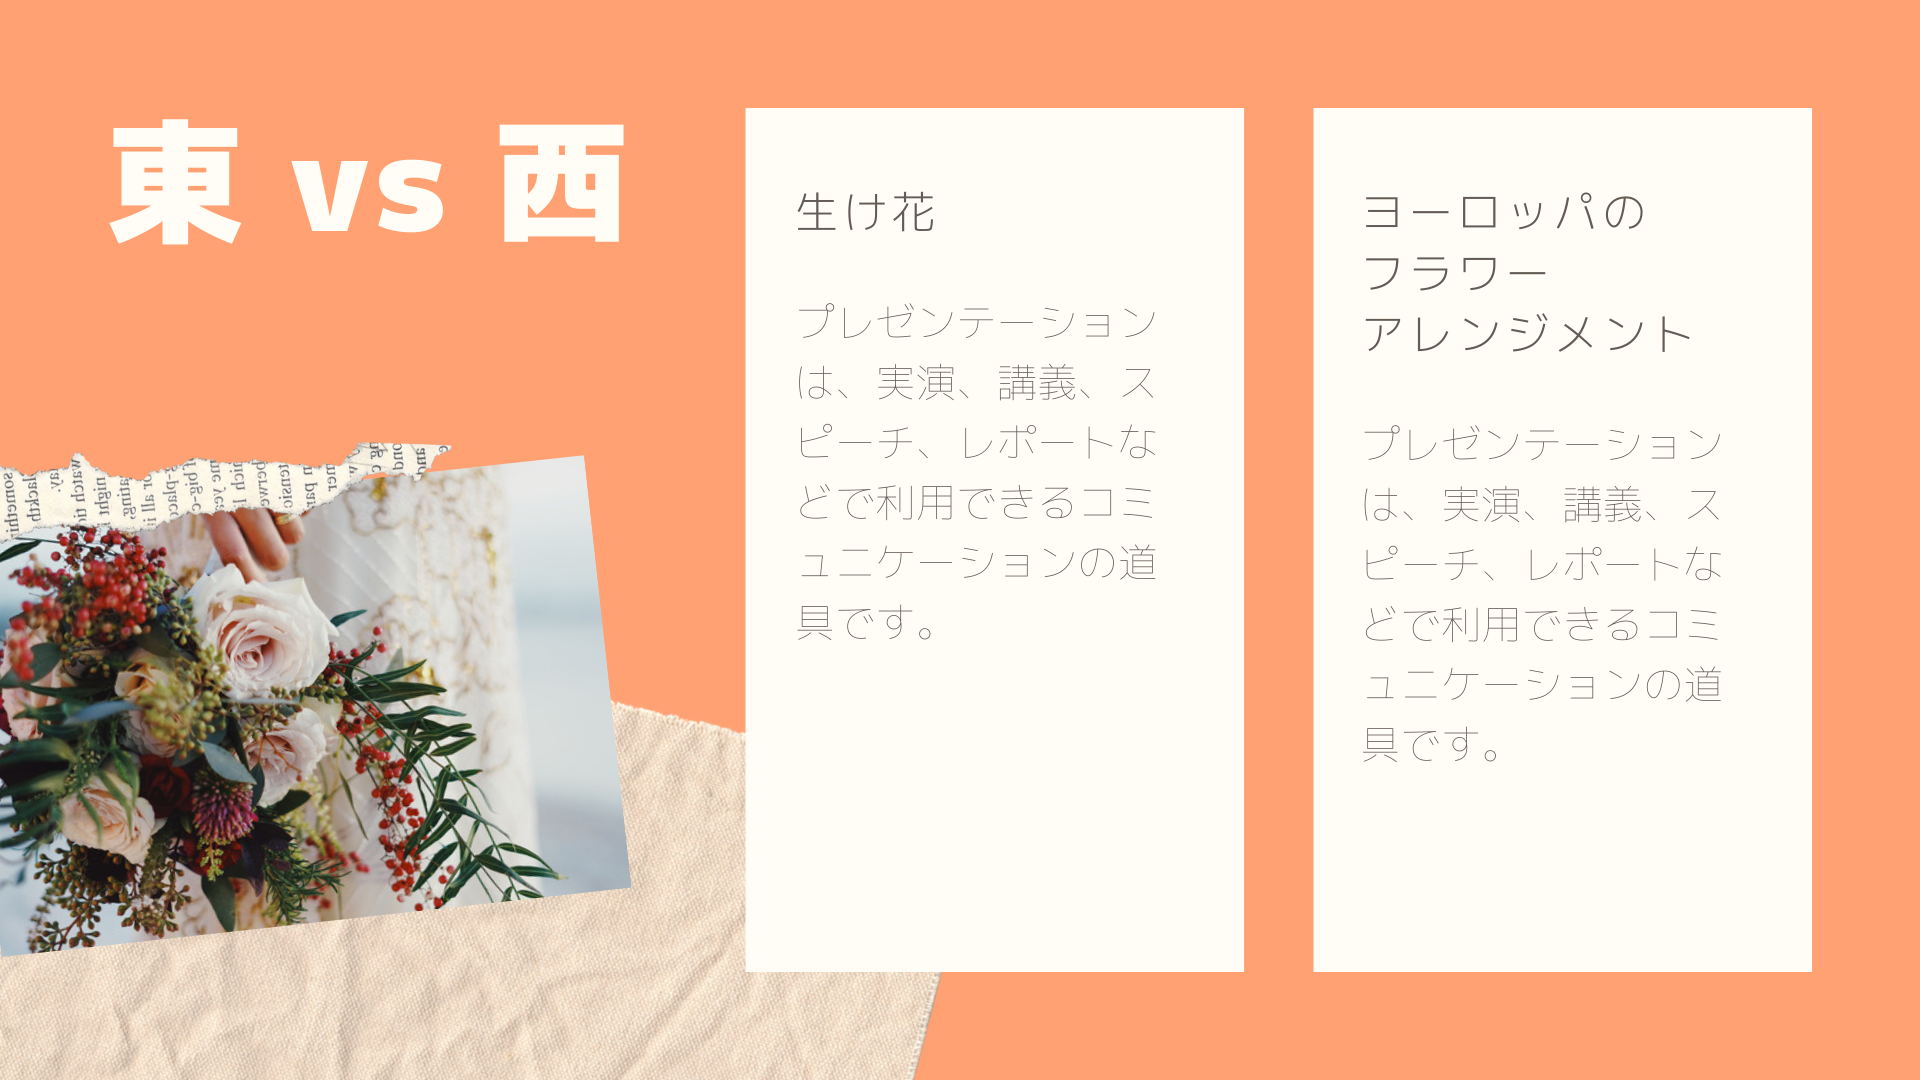 東 vs 西
生け花
プレゼンテーション
は、実演、講義、ス
ピーチ、レポートな
どで利用できるコミ
ュニケーションの道
具です。
ヨーロッパの
フラワー
アレンジメント
プレゼンテーション
は、実演、講義、ス
ピーチ、レポートな
どで利用できるコミ
ュニケーションの道
具です。